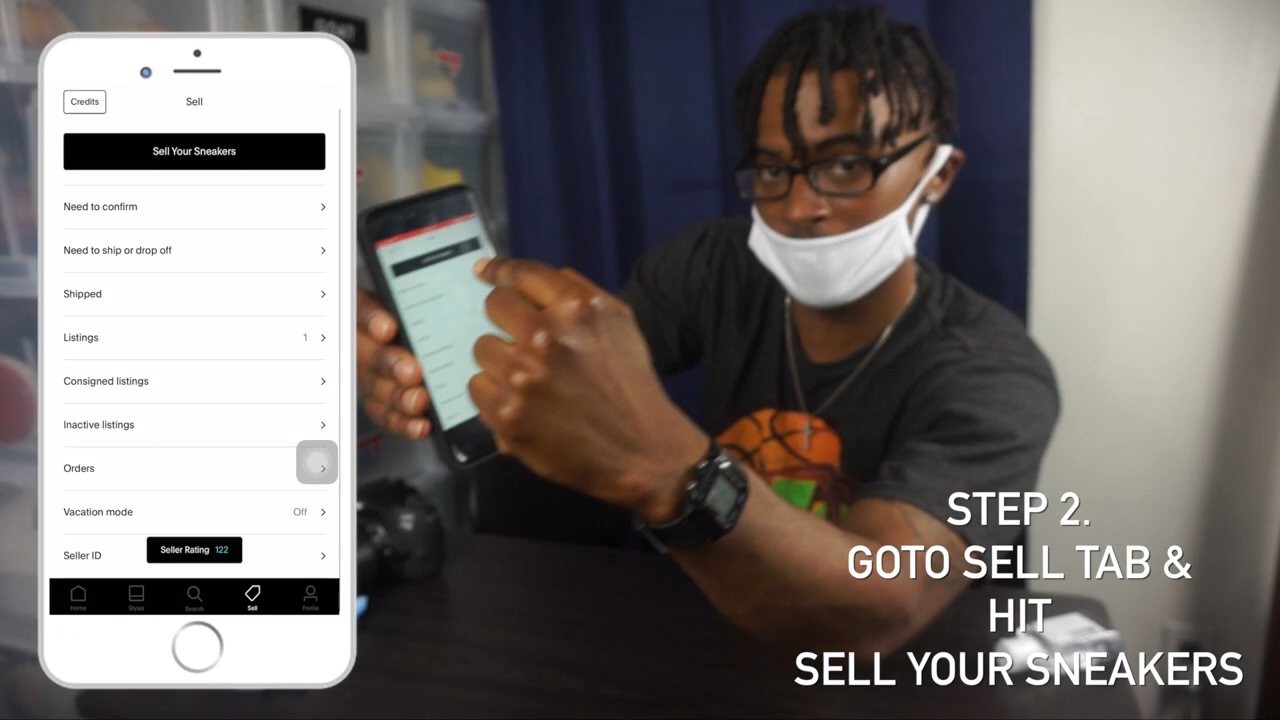 Credits
Sell
Sell Your Sneakers
Need to confirm
Need to ship or drop off
Shipped
Listings 1
Consigned listings
Inactive listings
Orders
Vacation mode Off
Seller ID
Seller Rating 122
Home Styles Search Sell Profile
STEP 2.
GOTO SELL TAB &
HIT
SELL YOUR SNEAKERS